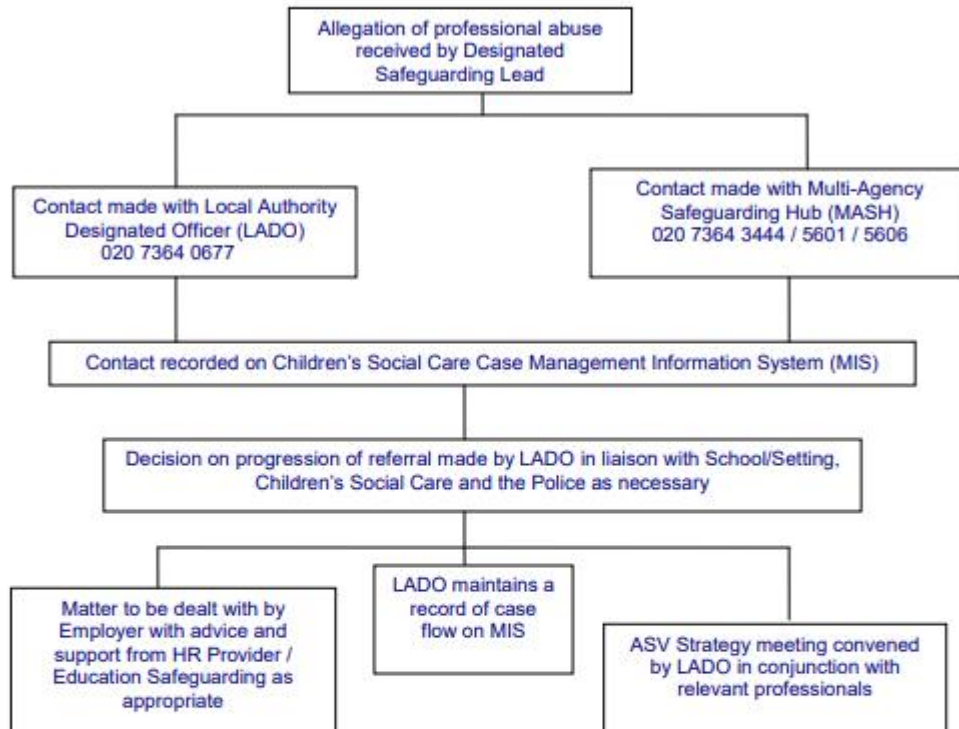 Allegation of professional abuse
received by Designated
Safeguarding Lead
Contact made with Local Authority
Designated Officer (LADO)
020 7364 0677
Contact made with Multi-Agency
Safeguarding Hub (MASH)
020 7364 3444 / 5601 / 5606
Contact recorded on Children's Social Care Case Management Information System (MIS)
Decision on progression of referral made by LADO in liaison with School/Setting,
Children's Social Care and the Police as necessary
Matter to be dealt with by
Employer with advice and
support from HR Provider /
Education Safeguarding as
appropriate
LADO maintains a
record of case
flow on MIS
ASV Strategy meeting convened
by LADO in conjunction with
relevant professionals